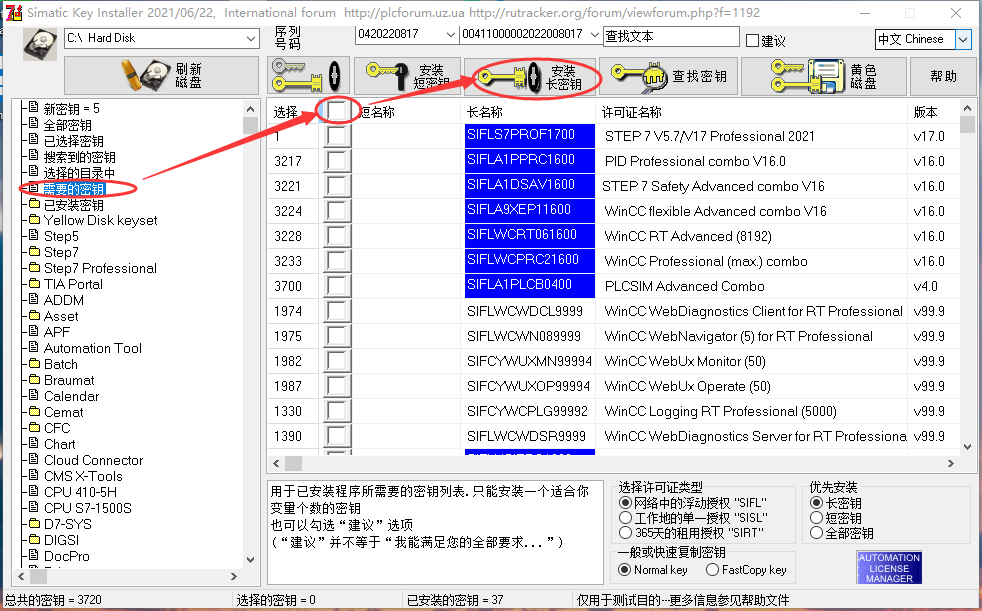 Simatic Key Installer 2021/06/22, International forum http://plcforum.uz.ua http://rutracker.org/forum/viewforum.php?f=1192
C:\ Hard Disk
序列
号码
0420220817
00411000002022008017
查找文本
建议
中文 Chinese
刷新
磁盘
安装
短密钥
安装
长密钥
查找密钥
黄色
磁盘
帮助
新密钥 = 5
全部密钥
已选择密钥
搜索到的密钥
选择的目录中
需要的密钥
已安装密钥
Yellow Disk keyset
Step5
Step7
Step7 Professional
TIA Portal
ADDM
Asset
APF
Automation Tool
Batch
Braumat
Calendar
Cemat
CFC
Chart
Cloud Connector
CMS X-Tools
CPU 410-5H
CPU S7-1500S
D7-SYS
DIGSI
DocPro
选择 短名称 长名称 许可证名称 版本
1 SIFLS7PROF1700 STEP 7 V5.7/V17 Professional 2021 v17.0
3217 SIFLA1PPRC1600 PID Professional combo V16.0 v16.0
3221 SIFLA1DSAV1600 STEP 7 Safety Advanced combo V16 v16.0
3224 SIFLA9XEP11600 WinCC flexible Advanced combo V16 v16.0
3228 SIFLWCRT061600 WinCC RT Advanced (8192) v16.0
3233 SIFLWCPRC21600 WinCC Professional (max.) combo v16.0
3700 SIFLA1PLCB0400 PLCSIM Advanced Combo v4.0
1974 SIFLWCWDCL9999 WinCC WebDiagnostics Client for RT Professional v99.9
1975 SIFLWCWN089999 WinCC WebNavigator (5) for RT Professional v99.9
1982 SIFCYWUXMN99994 WinCC WebUx Monitor (50) v99.9
1987 SIFCYWUXOP99994 WinCC WebUx Operate (50) v99.9
1330 SIFCYWCPLG99992 WinCC Logging RT Professional (5000) v99.9
1390 SIFLWCWDSR9999 WinCC WebDiagnostics Server for RT Professiona v99.9
用于已安装程序所需要的密钥列表.只能安装一个适合你
变量个数的密钥
也可以勾选“建议”选项
(“建议”并不等于“我能满足您的全部要求...”)
选择许可证类型
网络中的浮动授权 "SIFL"
工作地的单一授权 "SISL"
365天的租用授权 "SIRT"
一般或快速复制密钥
Normal key
FastCopy key
优先安装
长密钥
短密钥
全部密钥
AUTOMATION
LICENSE
MANAGER
总共的密钥 = 3720
选择的密钥 = 0
已安装的密钥 = 37
仅用于测试目的---更多信息参见帮助文件